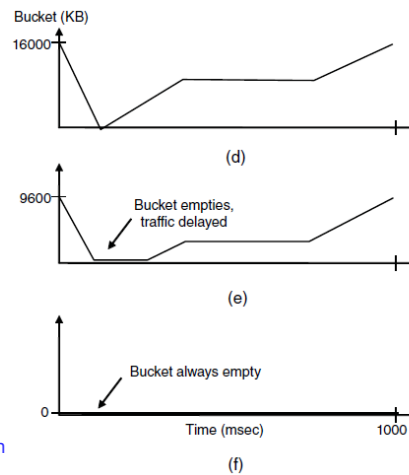 Bucket (KB)
16000
(d)
9600
Bucket empties,
traffic delayed
(e)
Bucket always empty
0
Time (msec)
1000
(f)